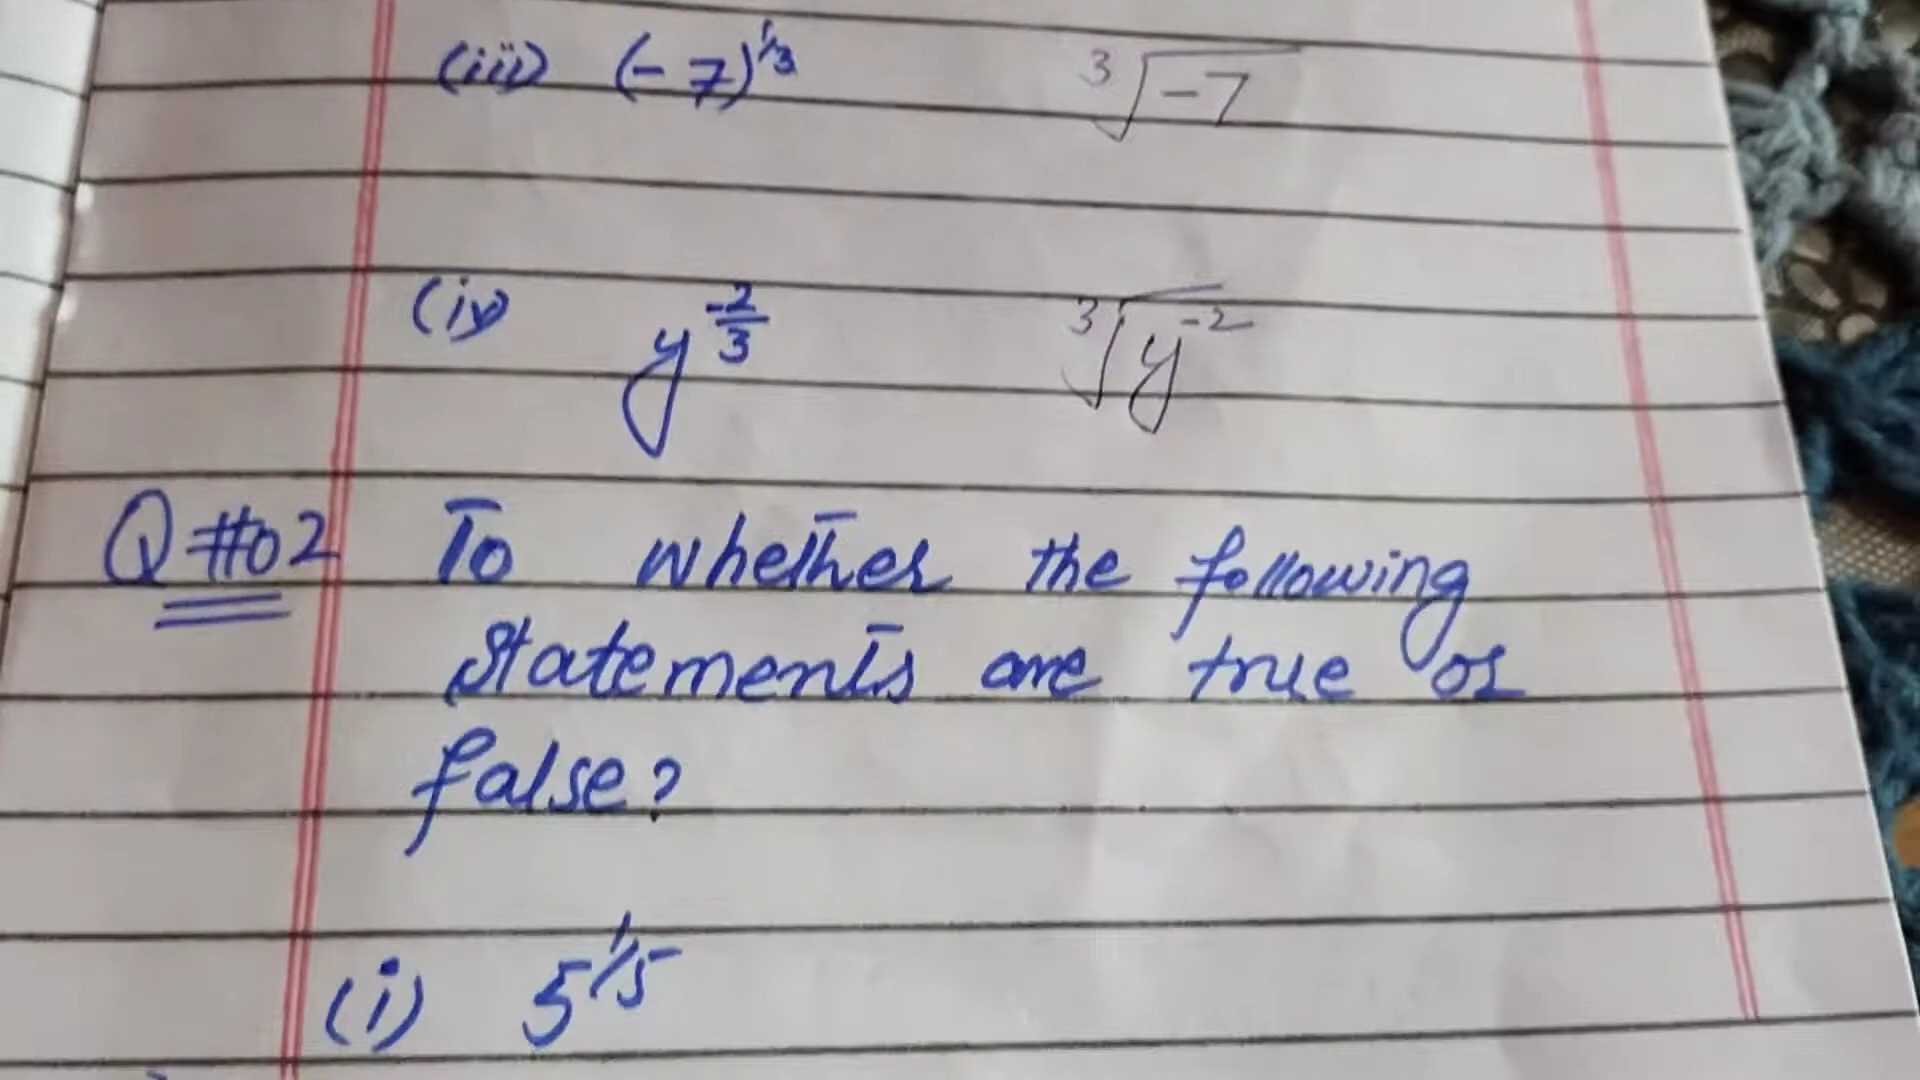 (iii) (-7)^1/3 ∛-7
(iv) y^-2/3 ∛y^-2
Q#02 To whether the following
statements are true or
false?
(i) 5^1/5